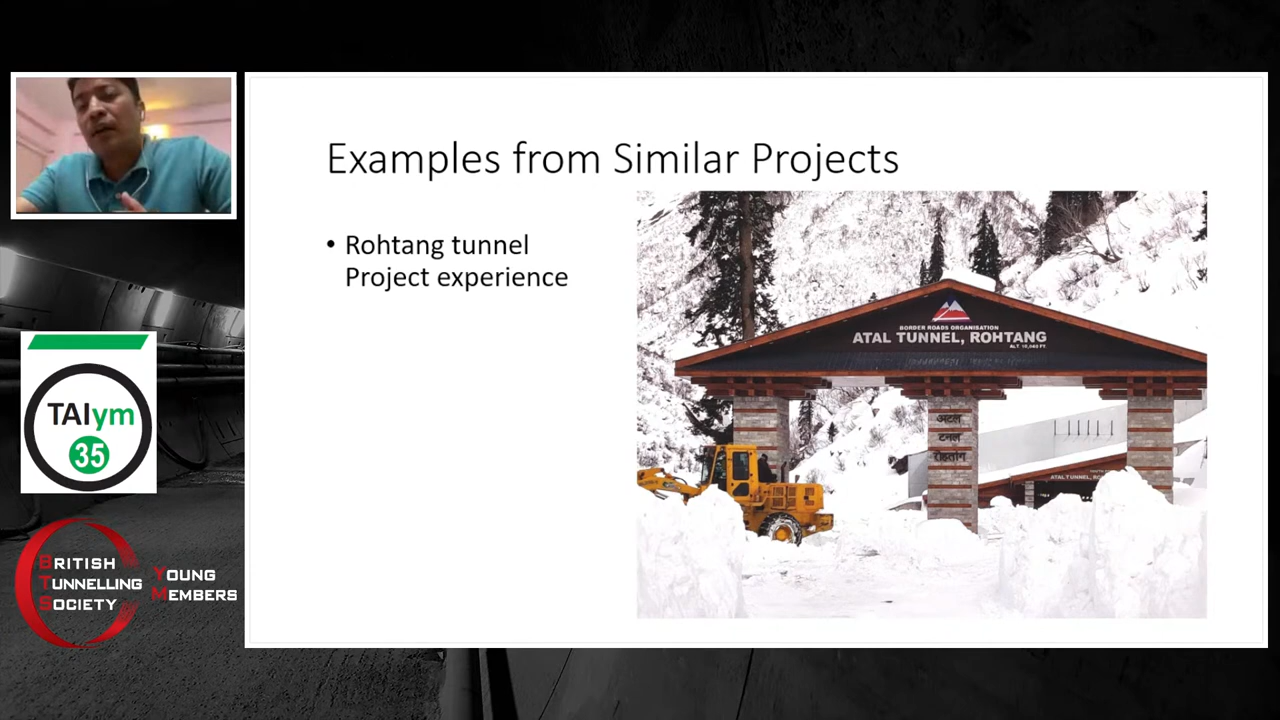 Examples from Similar Projects
• Rohtang tunnel
Project experience
BORDER ROADS ORGANISATION
ATAL TUNNEL, ROHTANG
अटल
टनल
रोहतांग
TAIym
35
BRITISH
TUNNELLING
SOCIETY
YOUNG
MEMBERS